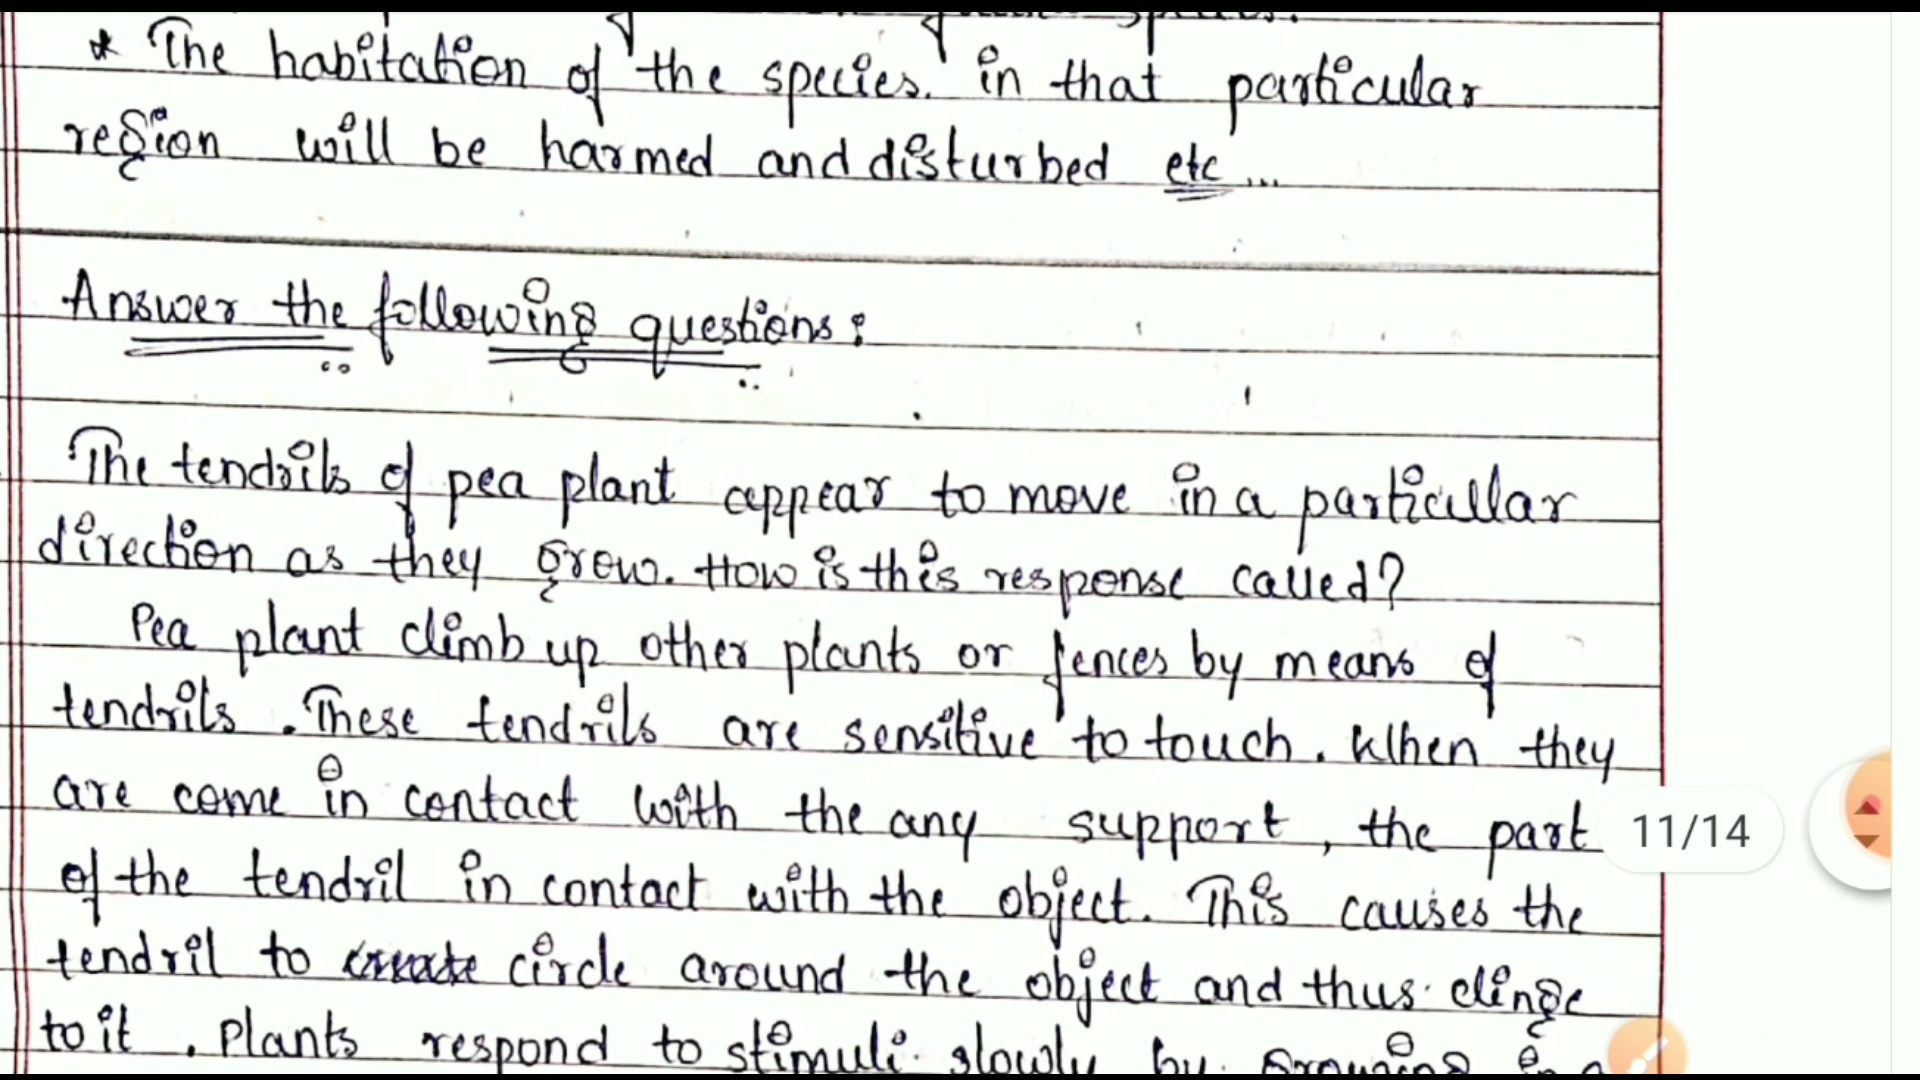 * The habitation of the species. in that particular
region will be harmed and disturbed etc...
Answer the following questions:
The tendrils of pea plant appear to move in a particular
direction as they grow. How is this response called?
Pea plant climb up other plants or fences by means of
tendrils. These tendrils are sensitive to touch. When they
are come in contact with the any support, the part
11/14
of the tendril in contact with the object. This causes the
tendril to circle around the object and thus clinge
to it. Plants respond to stimuli slowly by growing in a